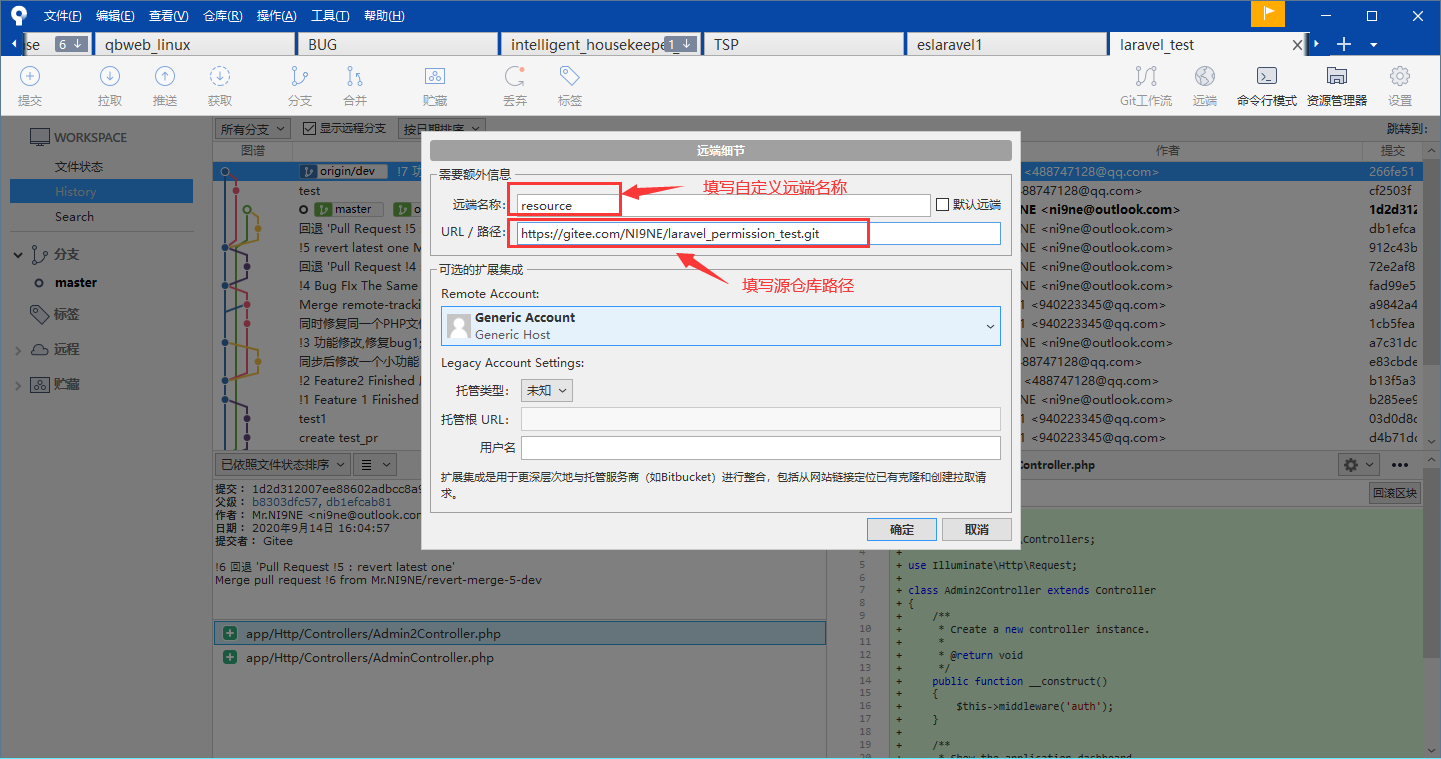 文件(F) 编辑(E) 查看(V) 仓库(R) 操作(A) 工具(T) 帮助(H)
se 6 qbweb_linux BUG intelligent_housekeepe 1 TSP eslaravel1 laravel_test
提交 拉取 推送 获取 分支 合并 贮藏 丢弃 标签 Git工作流 远端 命令行模式 资源管理器 设置
WORKSPACE
文件状态
History
Search
分支
master
标签
远程
贮藏
所有分支 显示远程分支 按日期排序 跳转到:
图谱 作者 提交
origin/dev !7 功 <488747128@qq.com> 266fe51
test <488747128@qq.com> cf2503f
master NE <ni9ne@outlook.com> 1d2d312
回退 'Pull Request !5 NE <ni9ne@outlook.com> db1efca
!5 revert latest one M NE <ni9ne@outlook.com> 912c43b
回退 'Pull Request !4 NE <ni9ne@outlook.com> 72e2af8
!4 Bug FIx The Same NE <ni9ne@outlook.com> fad99e5
Merge remote-tracki 1 <940223345@qq.com> a9842a4
同时修复同一个PHP文件 1 <940223345@qq.com> 1cb5fea
!3 功能修改,修复bug1; NE <ni9ne@outlook.com> a7c31dc
同步后修改一个小功能 <488747128@qq.com> e83cbde
!2 Feature2 Finished <488747128@qq.com> b13f5a3
!1 Feature 1 Finished NE <ni9ne@outlook.com> b285ee9
test1 1 <940223345@qq.com> 03d0d8c
create test_pr 1 <940223345@qq.com> d4b71dc
远端细节
需要额外信息
填写自定义远端名称
远端名称: resource 默认远端
URL / 路径: https://gitee.com/NI9NE/laravel_permission_test.git
填写源仓库路径
可选的扩展集成
Remote Account:
Generic Account
Generic Host
Legacy Account Settings:
托管类型: 未知
托管根 URL:
用户名
扩展集成是用于更深层次地与托管服务商（如Bitbucket）进行整合，包括从网站链接定位已有克隆和创建拉取请
求。
确定 取消
已依照文件状态排序
提交: 1d2d312007ee88602adbcc8a9
父级: b8303dfc57, db1efcab81
作者: Mr.NI9NE <ni9ne@outlook.com
日期: 2020年9月14日 16:04:57
提交者: Gitee
!6 回退 'Pull Request !5 : revert latest one'
Merge pull request !6 from Mr.NI9NE/revert-merge-5-dev
app/Http/Controllers/Admin2Controller.php
app/Http/Controllers/AdminController.php
Controller.php
回滚区块
\Controllers;
4 +
5 + use Illuminate\Http\Request;
6 +
7 + class Admin2Controller extends Controller
8 + {
9 + /**
10 + * Create a new controller instance.
11 + *
12 + * @return void
13 + */
14 + public function __construct()
15 + {
16 + $this->middleware('auth');
17 + }
18 +
19 + /**
20 + * Show the application dashboard